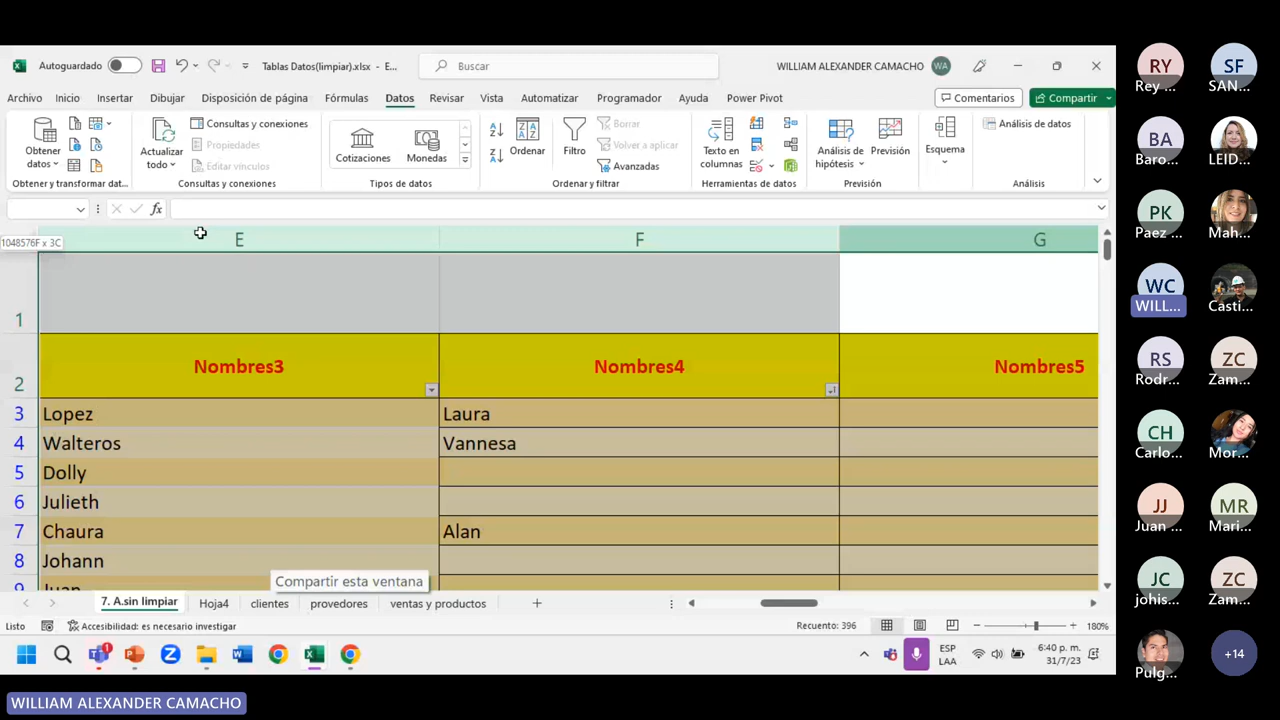 Autoguardado
Tablas Datos(limpiar).xlsx - E...
Buscar
WILLIAM ALEXANDER CAMACHO
WA
Archivo Inicio Insertar Dibujar Disposición de página Fórmulas Datos Revisar Vista Automatizar Programador Ayuda Power Pivot
Comentarios
Compartir
Obtener datos
Actualizar todo
Consultas y conexiones
Propiedades
Editar vínculos
Cotizaciones
Monedas
Ordenar
Filtro
Borrar
Volver a aplicar
Avanzadas
Texto en columnas
Análisis de hipótesis
Previsión
Esquema
Análisis de datos
Obtener y transformar dat...
Consultas y conexiones
Tipos de datos
Ordenar y filtrar
Herramientas de datos
Previsión
Análisis
fx
1048576F x 3C
E F G
1
2 Nombres3 Nombres4 Nombres5
3 Lopez Laura
4 Walteros Vannesa
5 Dolly
6 Julieth
7 Chaura Alan
8 Johann
9 Juan
Compartir esta ventana
7. A.sin limpiar Hoja4 clientes provedores ventas y productos
Listo
Accesibilidad: es necesario investigar
Recuento: 396
180%
1
ESP
LAA
6:40 p. m.
31/7/23
WILLIAM ALEXANDER CAMACHO
RY
Rey ...
SF
SAN...
BA
Baro...
LEID...
PK
Paez ...
Mah...
WC
WILL...
Casti...
RS
Rodr...
ZC
Zam...
CH
Carlo...
Mor...
JJ
Juan ...
MR
Mari...
JC
johis...
ZC
Zam...
Pulg...
+14